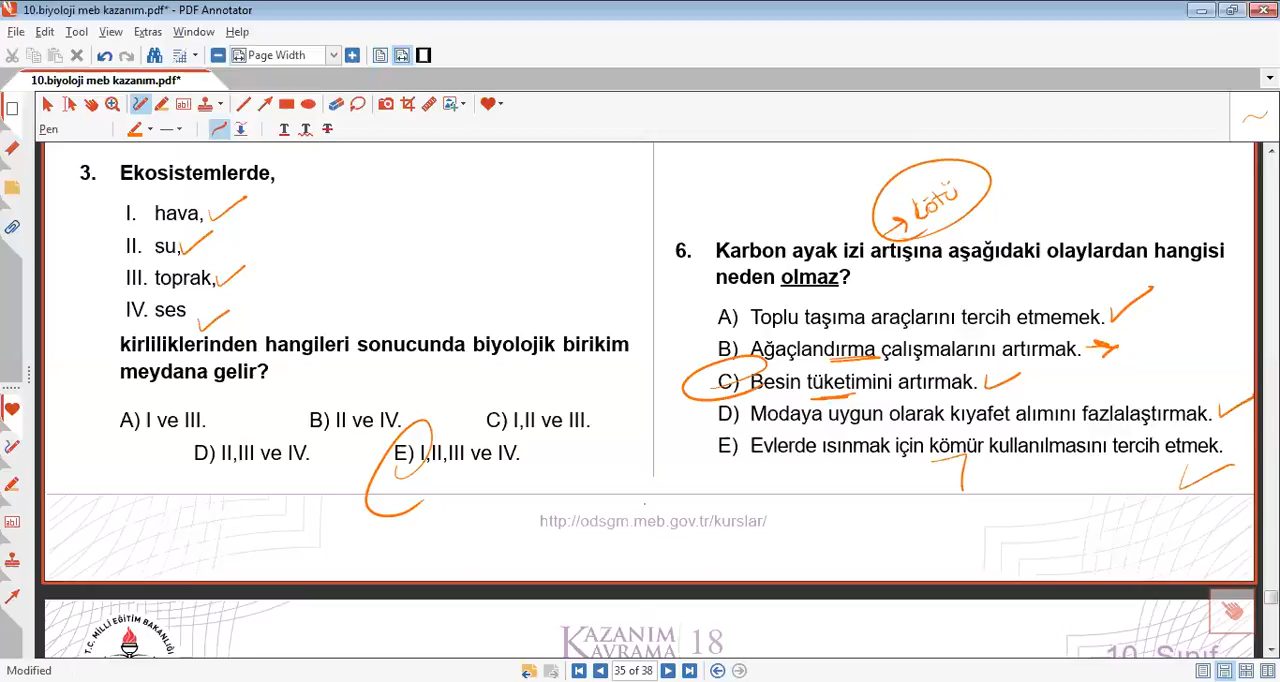 10.biyoloji meb kazanım.pdf* - PDF Annotator
File Edit Tool View Extras Window Help
Page Width
10.biyoloji meb kazanım.pdf*
Pen
3. Ekosistemlerde,
I. hava,
II. su,
III. toprak,
IV. ses
kirliliklerinden hangileri sonucunda biyolojik birikim
meydana gelir?
A) I ve III. B) II ve IV. C) I,II ve III.
D) II,III ve IV. E) I,II,III ve IV.
kötü
6. Karbon ayak izi artışına aşağıdaki olaylardan hangisi
neden olmaz?
A) Toplu taşıma araçlarını tercih etmemek.
B) Ağaçlandırma çalışmalarını artırmak.
C) Besin tüketimini artırmak.
D) Modaya uygun olarak kıyafet alımını fazlalaştırmak.
E) Evlerde ısınmak için kömür kullanılmasını tercih etmek.
http://odsgm.meb.gov.tr/kurslar/
T.C. MİLLİ EĞİTİM BAKANLIĞI
KAZANIM
KAVRAMA 18
10. Sınıf
Modified
35 of 38